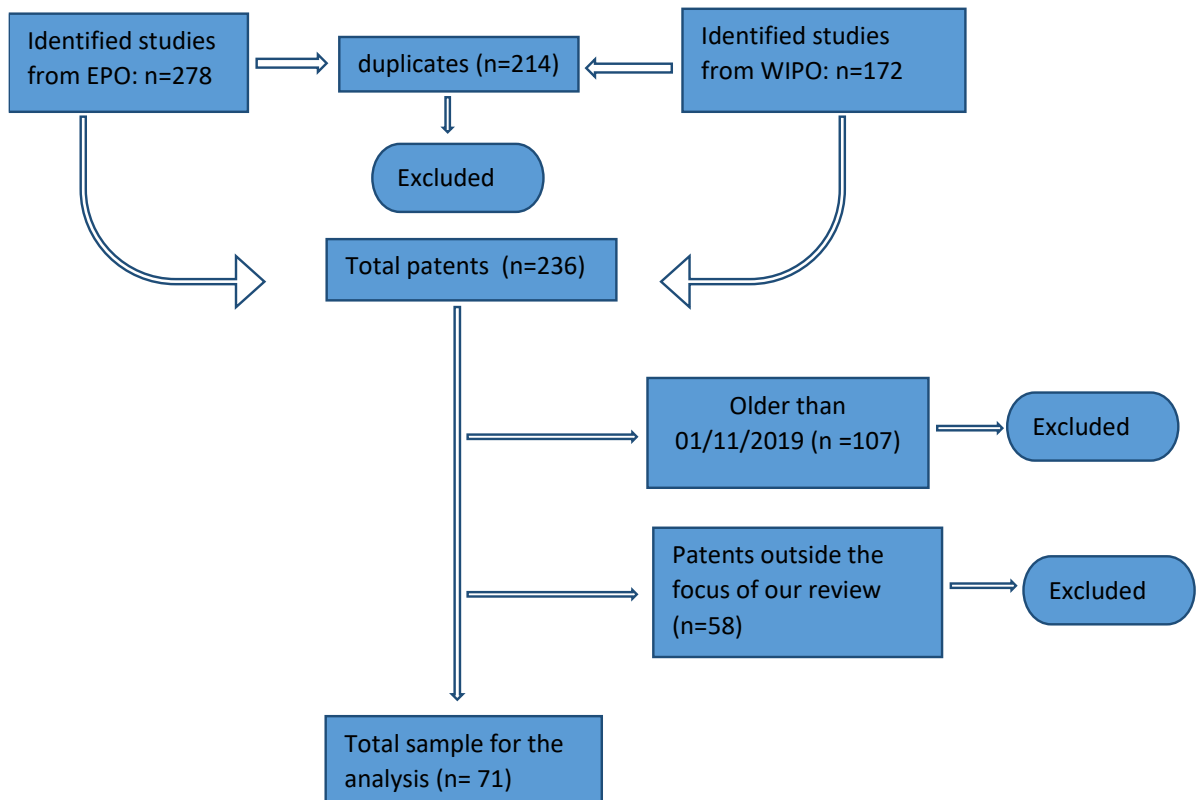 Identified studies
from EPO: n=278
duplicates (n=214)
Identified studies
from WIPO: n=172
Excluded
Total patents  (n=236)
Older than
01/11/2019 (n =107)
Excluded
Patents outside the
focus of our review
(n=58)
Excluded
Total sample for the
analysis (n= 71)